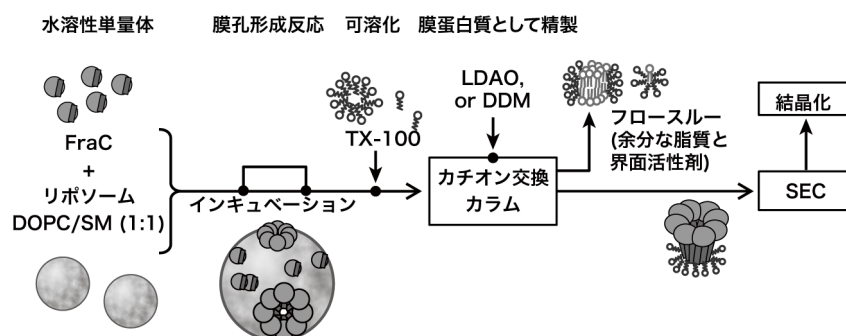 水溶性単量体
膜孔形成反応
可溶化
膜蛋白質として精製
FraC
+
リポソーム
DOPC/SM (1:1)
インキュベーション
TX-100
LDAO,
or DDM
カチオン交換
カラム
フロースルー
(余分な脂質と
界面活性剤)
結晶化
SEC